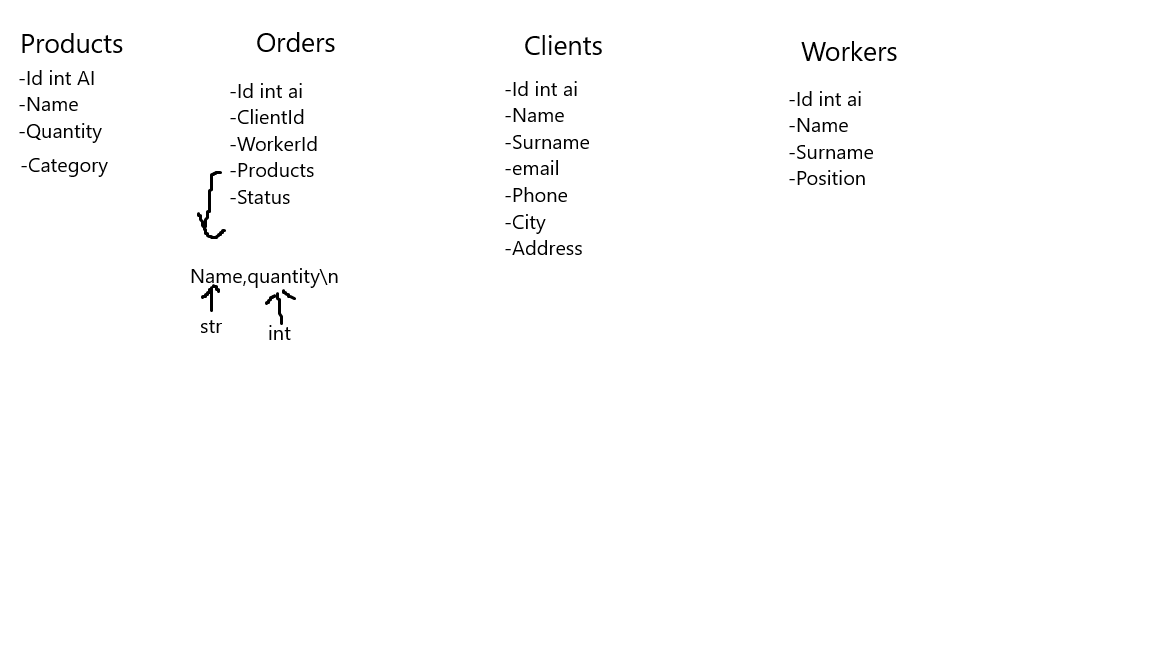 Products
-Id int AI
-Name
-Quantity
-Category
Orders
-Id int ai
-ClientId
-WorkerId
-Products
-Status
Name,quantity\n
str
int
Clients
-Id int ai
-Name
-Surname
-email
-Phone
-City
-Address
Workers
-Id int ai
-Name
-Surname
-Position